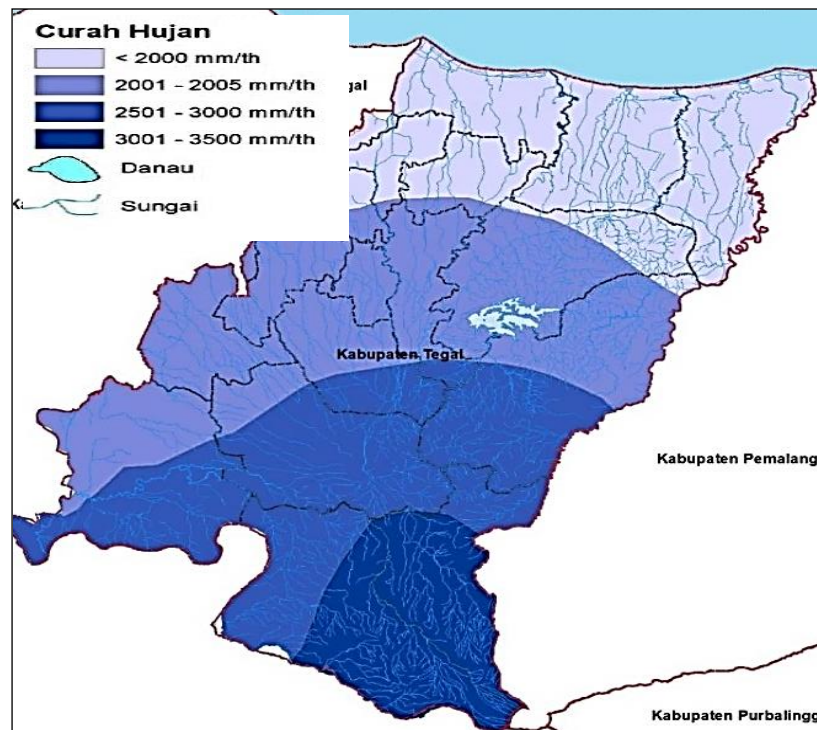 Curah Hujan
< 2000 mm/th
2001 - 2005 mm/th
2501 - 3000 mm/th
3001 - 3500 mm/th
Danau
Sungai
gal
Kabupaten Tegal
Kabupaten Pemalang
Kabupaten Purbalingg